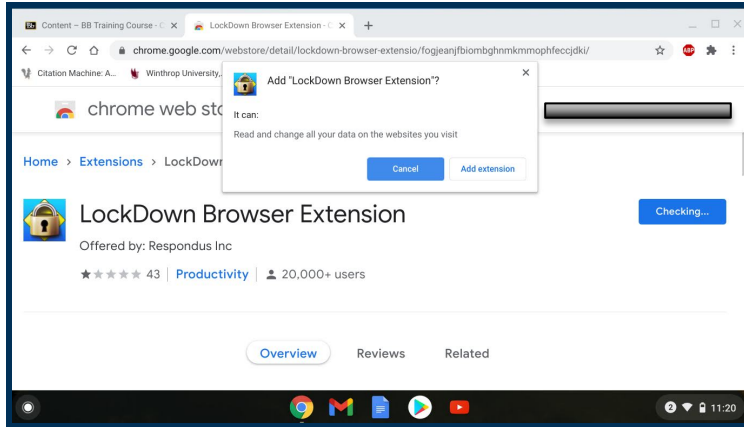 Bb Content – BB Training Course - C
LockDown Browser Extension - C
chrome.google.com/webstore/detail/lockdown-browser-extensio/fogjeanjfbiombghnmkmmophfeccjdki/
ABP
Citation Machine: A...
Winthrop University,
Add "LockDown Browser Extension"?
It can:
Read and change all your data on the websites you visit
Cancel
Add extension
chrome web sto
Home > Extensions > LockDown
LockDown Browser Extension
Checking...
Offered by: Respondus Inc
43 | Productivity | 20,000+ users
Overview
Reviews
Related
2 11:20